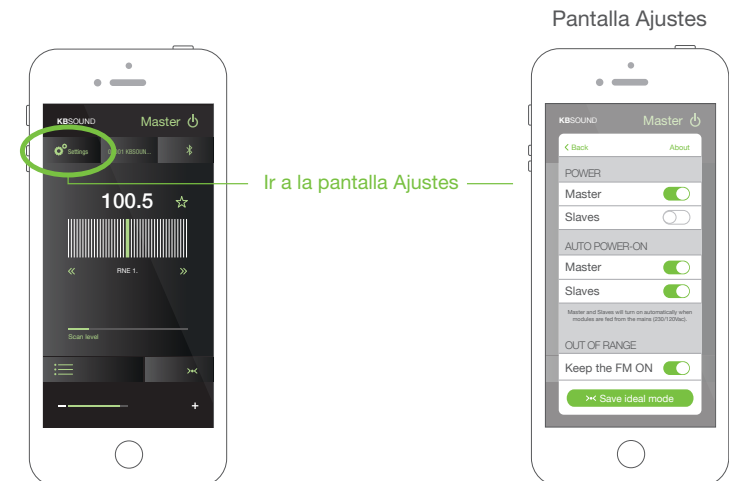 Pantalla Ajustes
KBSOUND Master
Settings
KBSOUN...
100.5
RNE 1.
Scan level
Ir a la pantalla Ajustes
KBSOUND Master
Back About
POWER
Master
Slaves
AUTO POWER-ON
Master
Slaves
Master and Slaves will turn on automatically when
modules are fed from the mains (230/120Vac).
OUT OF RANGE
Keep the FM ON
Save ideal mode